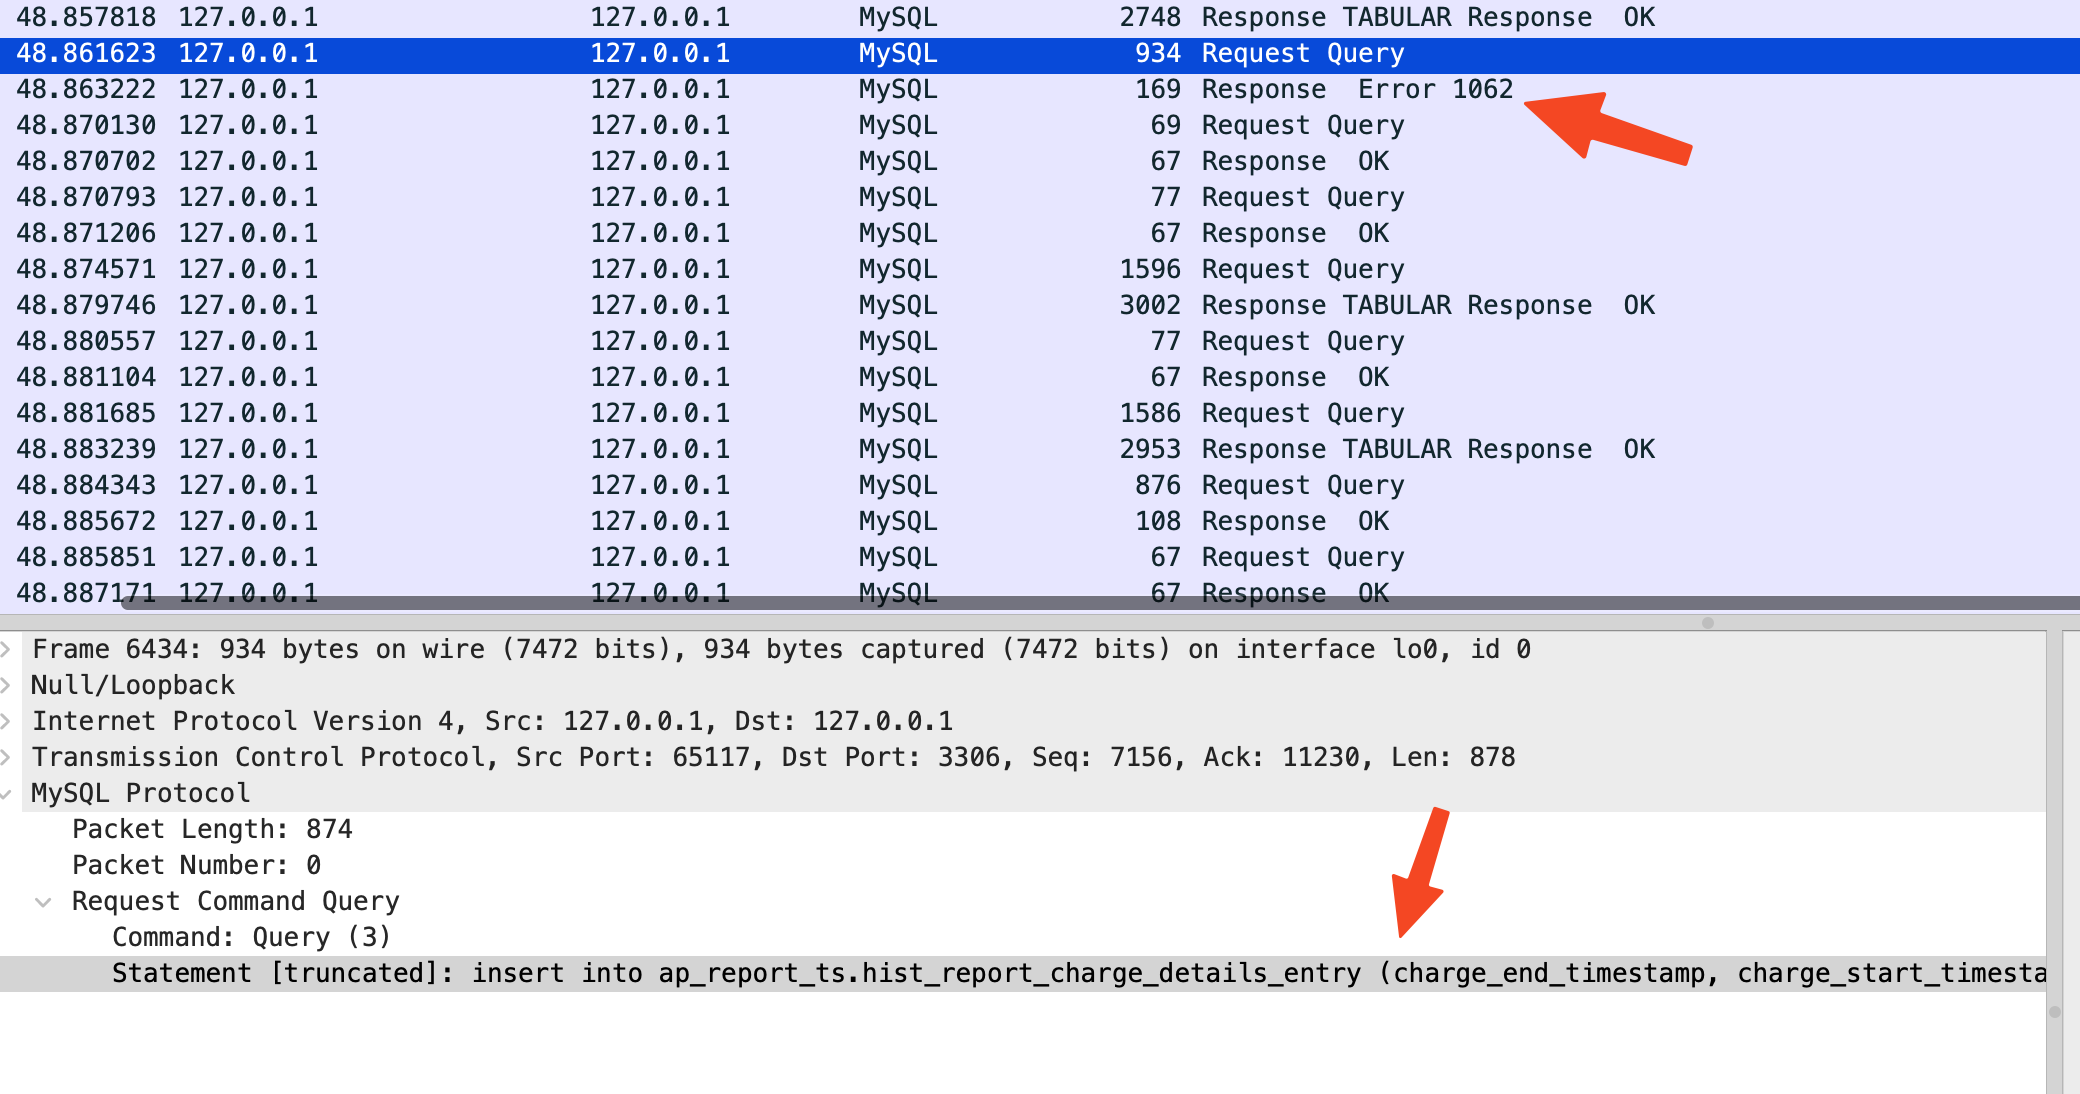 48.857818 127.0.0.1 127.0.0.1 MySQL 2748 Response TABULAR Response OK
48.861623 127.0.0.1 127.0.0.1 MySQL 934 Request Query
48.863222 127.0.0.1 127.0.0.1 MySQL 169 Response Error 1062
48.870130 127.0.0.1 127.0.0.1 MySQL 69 Request Query
48.870702 127.0.0.1 127.0.0.1 MySQL 67 Response OK
48.870793 127.0.0.1 127.0.0.1 MySQL 77 Request Query
48.871206 127.0.0.1 127.0.0.1 MySQL 67 Response OK
48.874571 127.0.0.1 127.0.0.1 MySQL 1596 Request Query
48.879746 127.0.0.1 127.0.0.1 MySQL 3002 Response TABULAR Response OK
48.880557 127.0.0.1 127.0.0.1 MySQL 77 Request Query
48.881104 127.0.0.1 127.0.0.1 MySQL 67 Response OK
48.881685 127.0.0.1 127.0.0.1 MySQL 1586 Request Query
48.883239 127.0.0.1 127.0.0.1 MySQL 2953 Response TABULAR Response OK
48.884343 127.0.0.1 127.0.0.1 MySQL 876 Request Query
48.885672 127.0.0.1 127.0.0.1 MySQL 108 Response OK
48.885851 127.0.0.1 127.0.0.1 MySQL 67 Request Query
48.887171 127.0.0.1 127.0.0.1 MySQL 67 Response OK
Frame 6434: 934 bytes on wire (7472 bits), 934 bytes captured (7472 bits) on interface lo0, id 0
Null/Loopback
Internet Protocol Version 4, Src: 127.0.0.1, Dst: 127.0.0.1
Transmission Control Protocol, Src Port: 65117, Dst Port: 3306, Seq: 7156, Ack: 11230, Len: 878
MySQL Protocol
Packet Length: 874
Packet Number: 0
Request Command Query
Command: Query (3)
Statement [truncated]: insert into ap_report_ts.hist_report_charge_details_entry (charge_end_timestamp, charge_start_timesta